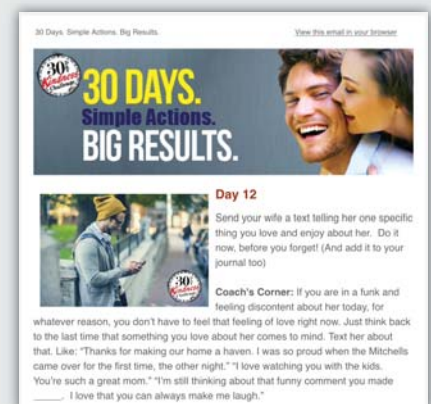 30 Days. Simple Actions. Big Results.
View this email in your browser
30
Kindness
Challenge
30 DAYS.
Simple Actions.
BIG RESULTS.
30
Kindness
Challenge
Day 12
Send your wife a text telling her one specific
thing you love and enjoy about her. Do it
now, before you forget! (And add it to your
journal too)
Coach's Corner: If you are in a funk and
feeling discontent about her today, for
whatever reason, you don't have to feel that feeling of love right now. Just think back
to the last time that something you love about her comes to mind. Text her about
that. Like: "Thanks for making our home a haven. I was so proud when the Mitchells
came over for the first time, the other night." "I love watching you with the kids.
You're such a great mom." "I'm still thinking about that funny comment you made
_____. I love that you can always make me laugh."